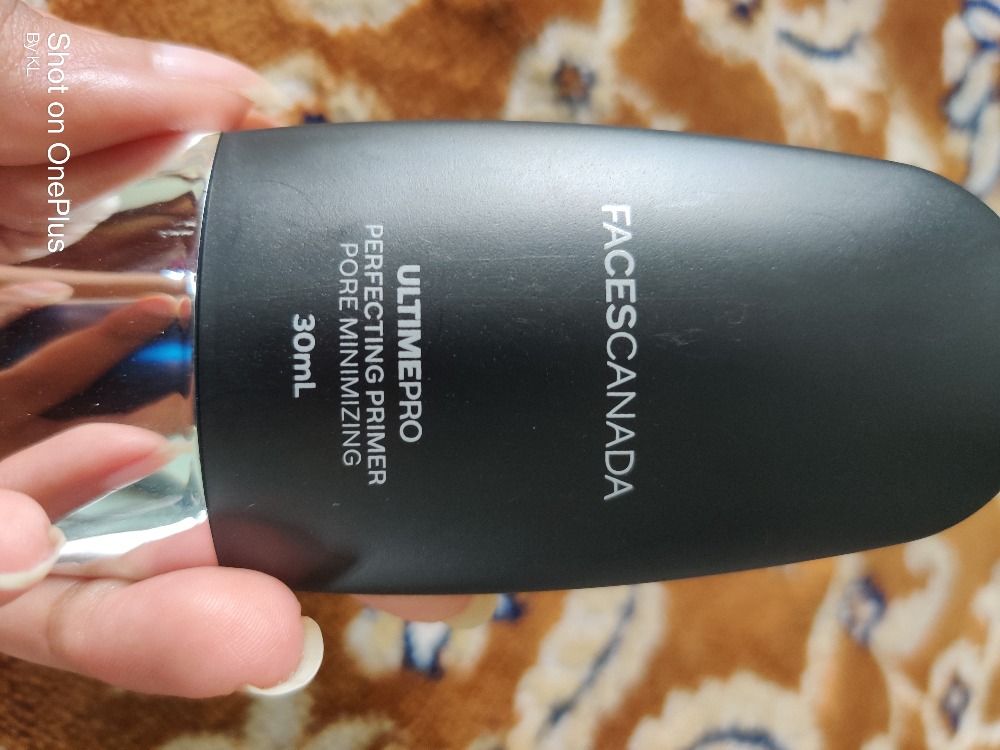 FACESCANADA
ULTIMEPRO
PERFECTING PRIMER
PORE MINIMIZING
30mL
Shot on OnePlus
By KL